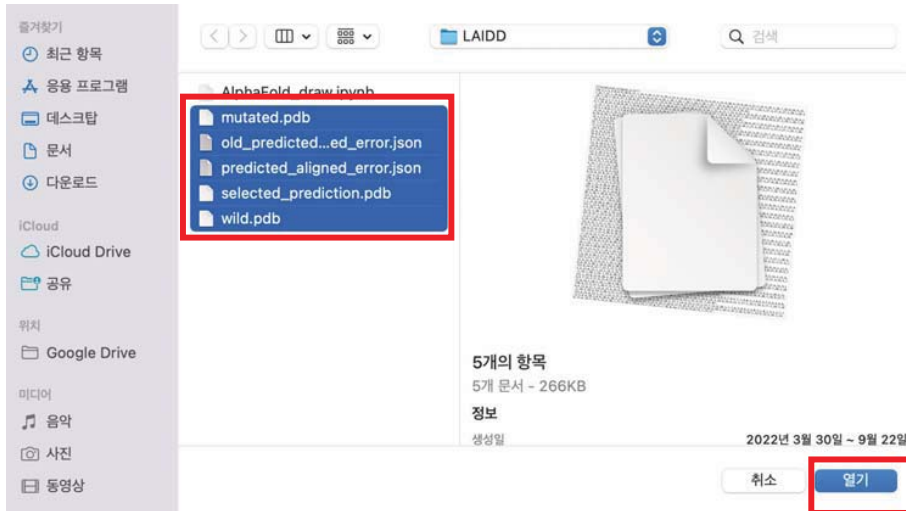 즐겨찾기
최근 항목
응용 프로그램
데스크탑
문서
다운로드
iCloud
iCloud Drive
공유
위치
Google Drive
미디어
음악
사진
동영상
LAIDD
검색
AlphaFold_draw.ipynb
mutated.pdb
old_predicted...ed_error.json
predicted_aligned_error.json
selected_prediction.pdb
wild.pdb
5개의 항목
5개 문서 - 266KB
정보
생성일 2022년 3월 30일 ~ 9월 22일
취소 열기